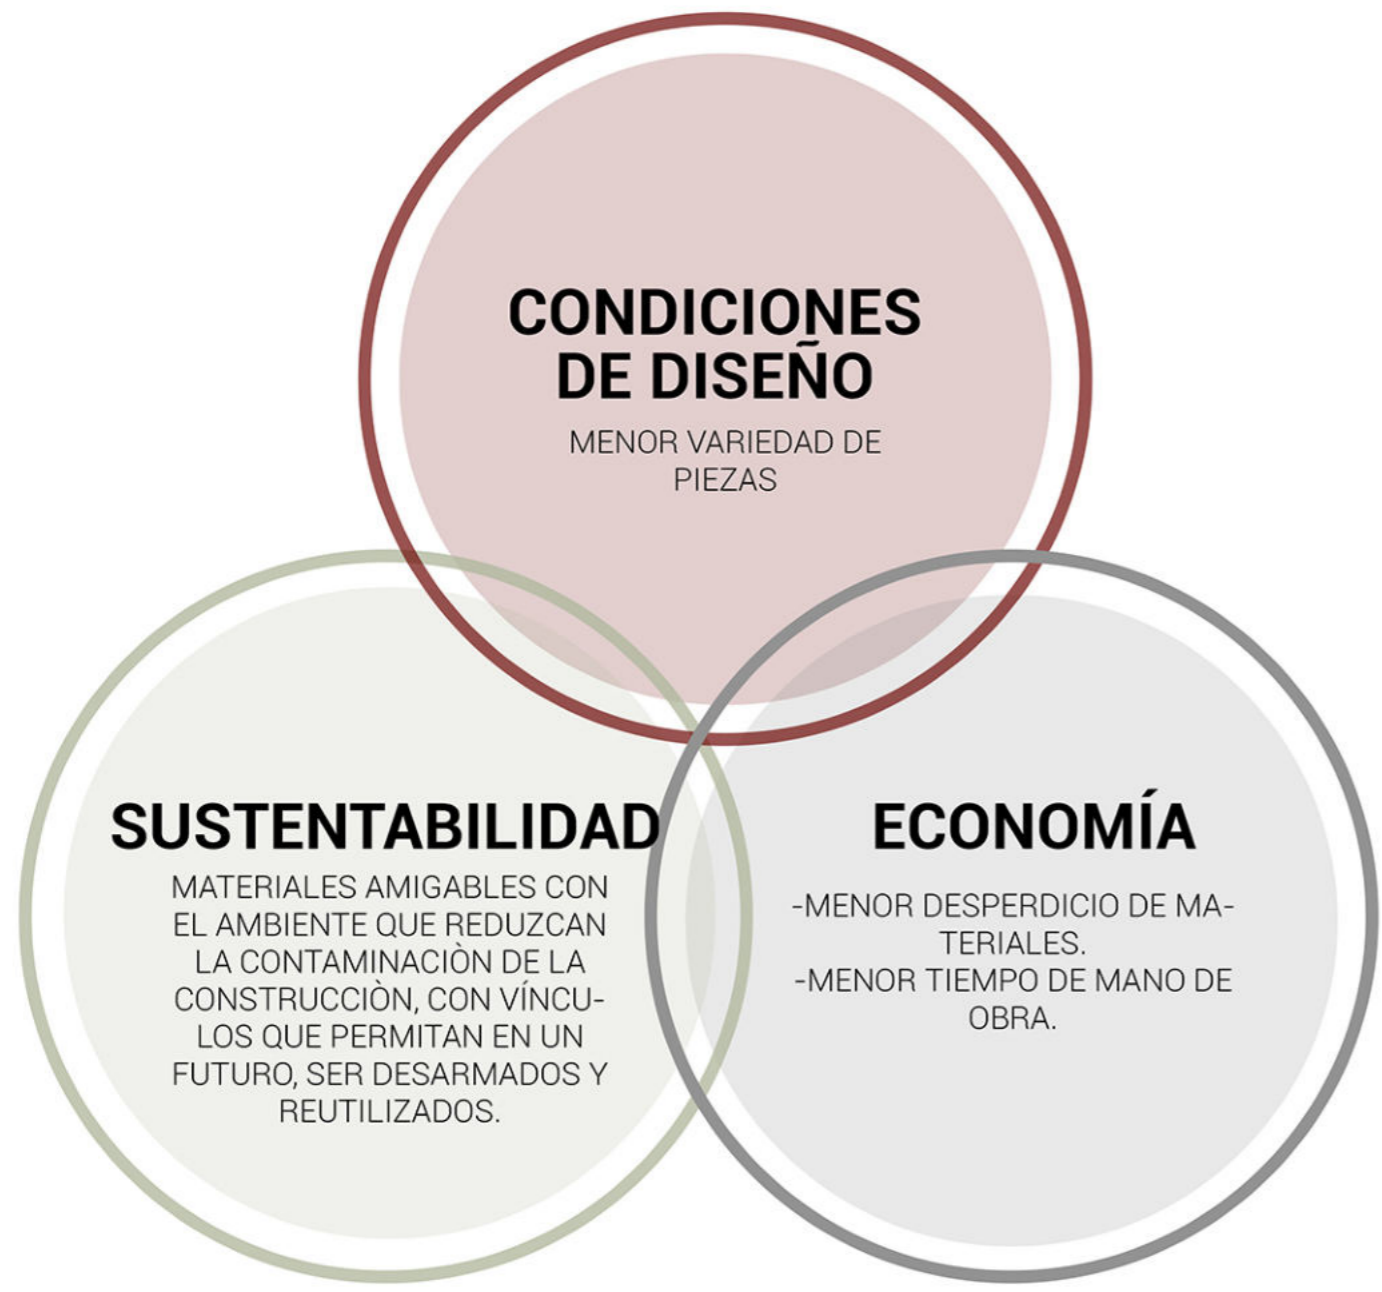 CONDICIONES
DE DISEÑO
MENOR VARIEDAD DE
PIEZAS
SUSTENTABILIDAD
MATERIALES AMIGABLES CON
EL AMBIENTE QUE REDUZCAN
LA CONTAMINACIÒN DE LA
CONSTRUCCIÒN, CON VÍNCU-
LOS QUE PERMITAN EN UN
FUTURO, SER DESARMADOS Y
REUTILIZADOS.
ECONOMÍA
-MENOR DESPERDICIO DE MA-
TERIALES.
-MENOR TIEMPO DE MANO DE
OBRA.